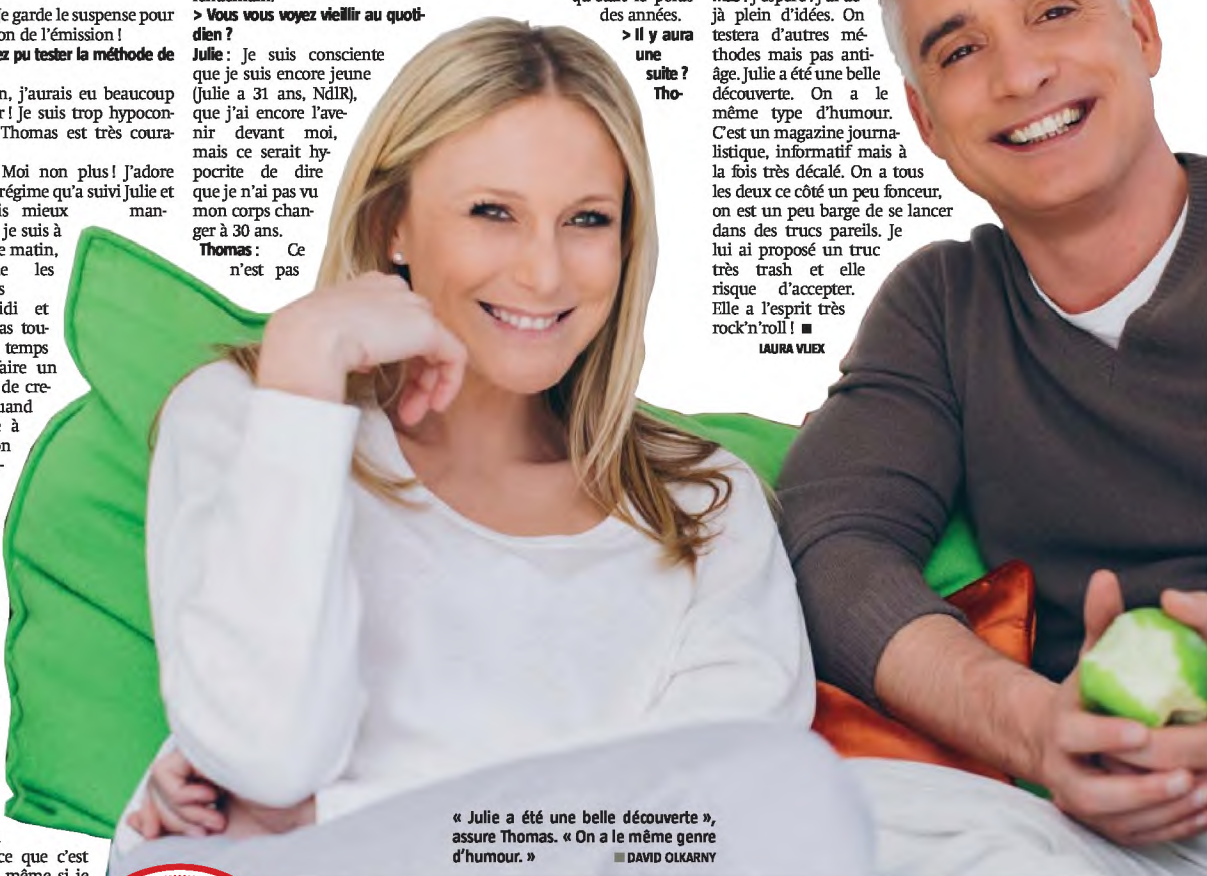 Je garde le suspense pour
on de l'émission !
ez pu tester la méthode de
n, j'aurais eu beaucoup
r ! Je suis trop hypocon-
Thomas est très coura-
Moi non plus ! J'adore
régime qu'a suivi Julie et
is mieux man-
je suis à
e matin,
e les
s
idi et
as tou-
temps
faire un
de cre-
uand
e à
on
-
ce que c'est
même si je
> Vous vous voyez vieillir au quoti-
dien ?
Julie : Je suis consciente
que je suis encore jeune
(Julie a 31 ans, NdlR),
que j'ai encore l'ave-
nir devant moi,
mais ce serait hy-
pocrite de dire
que je n'ai pas vu
mon corps chan-
ger à 30 ans.
Thomas : Ce
n'est pas
des années.
> Il y aura
une
suite ?
Tho-
jà plein d'idées. On
testera d'autres mé-
thodes mais pas anti-
âge. Julie a été une belle
découverte. On a le
même type d'humour.
C'est un magazine journa-
listique, informatif mais à
la fois très décalé. On a tous
les deux ce côté un peu fonceur,
on est un peu barge de se lancer
dans des trucs pareils. Je
lui ai proposé un truc
très trash et elle
risque d'accepter.
Elle a l'esprit très
rock'n'roll ! ■
LAURA VLIEX
« Julie a été une belle découverte »,
assure Thomas. « On a le même genre
d'humour. » ■ DAVID OLKARNY